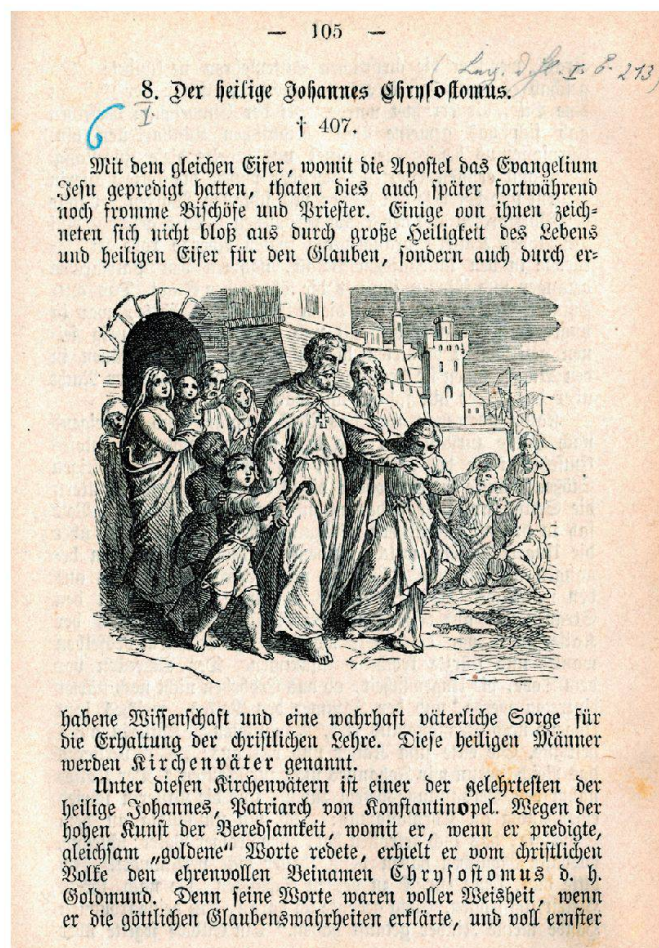 — 105 —
8. Der heilige Johannes Chrysostomus.
† 407.
6
I
I. 213
Mit dem gleichen Eifer, womit die Apostel das Evangelium
Jesu gepredigt hatten, thaten dies auch später fortwährend
noch fromme Bischöfe und Priester. Einige von ihnen zeich-
neten sich nicht bloß aus durch große Heiligkeit des Lebens
und heiligen Eifer für den Glauben, sondern auch durch er-
habene Wissenschaft und eine wahrhaft väterliche Sorge für
die Erhaltung der christlichen Lehre. Diese heiligen Männer
werden Kirchenväter genannt.
Unter diesen Kirchenvätern ist einer der gelehrtesten der
heilige Johannes, Patriarch von Konstantinopel. Wegen der
hohen Kunst der Beredsamkeit, womit er, wenn er predigte,
gleichsam „goldene“ Worte redete, erhielt er vom christlichen
Volke den ehrenvollen Beinamen Chrysostomus d. h.
Goldmund. Denn seine Worte waren voller Weisheit, wenn
er die göttlichen Glaubenswahrheiten erklärte, und voll ernster